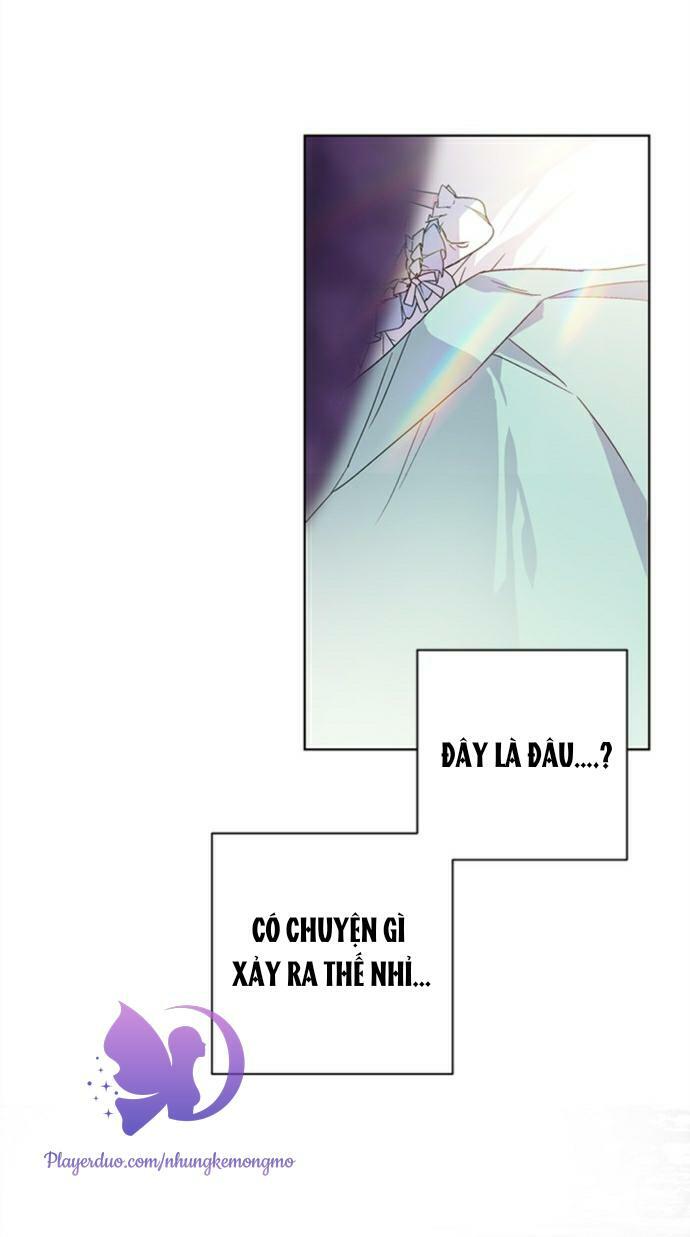 ĐÂY LÀ ĐÂU....?
CÓ CHUYỆN GÌ
XẢY RA THẾ NHỈ...
Playerduo.com/nhungkemongmo